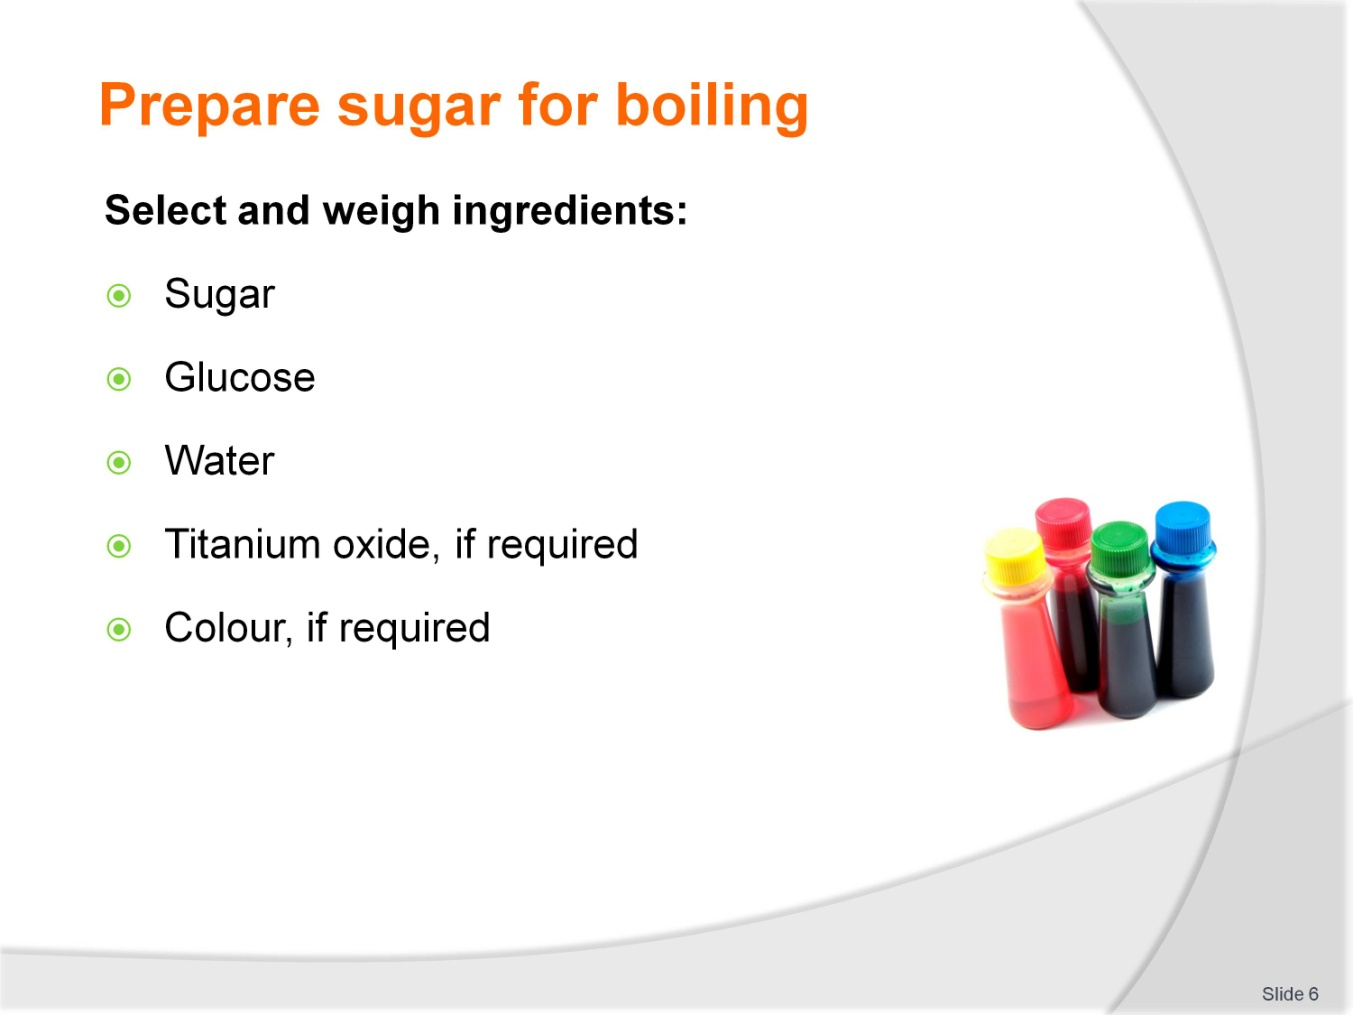 Prepare sugar for boiling
Select and weigh ingredients:
Sugar
Glucose
Water
Titanium oxide, if required
Colour, if required
Slide 6